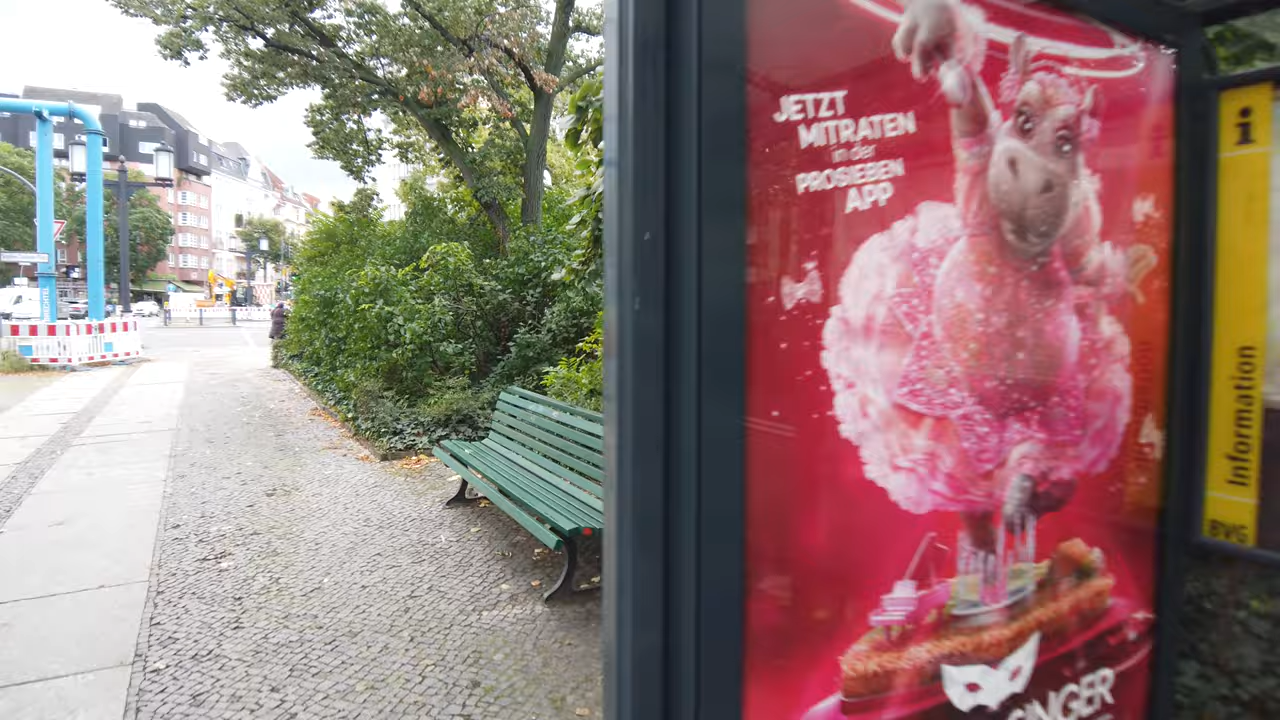 JETZT
MITRATEN
in der
PROSIEBEN
APP
SINGER
i
Information
BVG